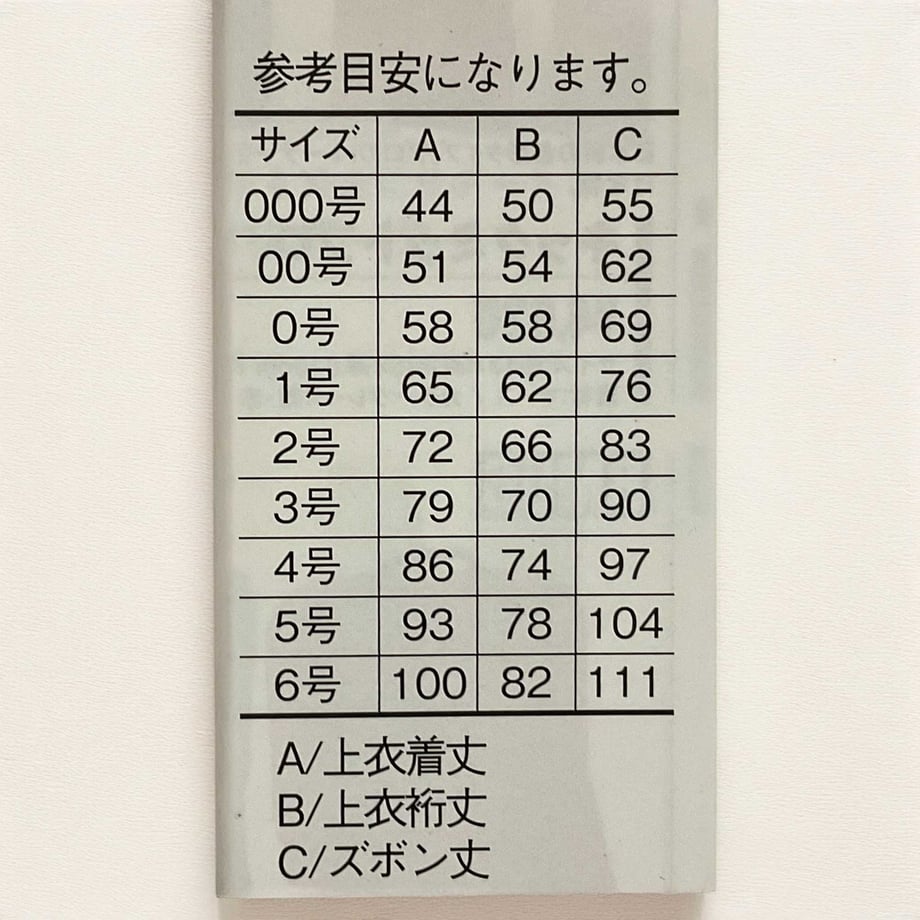 参考目安になります。
サイズ A B C
000号 44 50 55
00号 51 54 62
0号 58 58 69
1号 65 62 76
2号 72 66 83
3号 79 70 90
4号 86 74 97
5号 93 78 104
6号 100 82 111
A/上衣着丈
B/上衣裄丈
C/ズボン丈